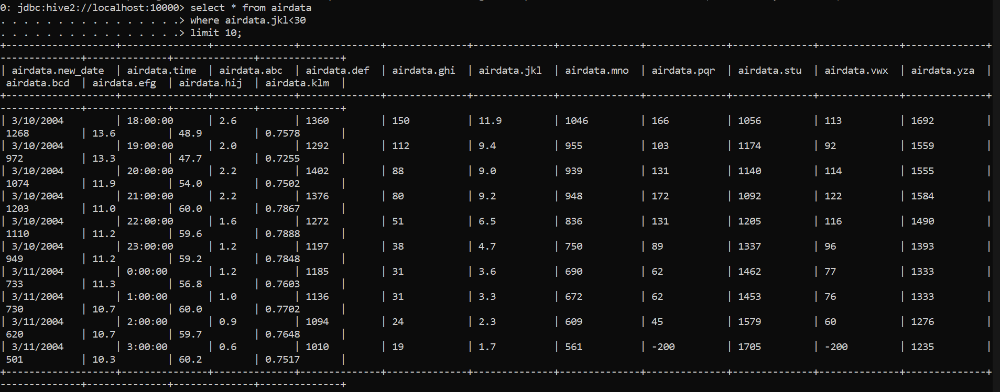 0: jdbc:hive2://localhost:10000> select * from airdata
. . . . . . . . . . . . . . . .> where airdata.jkl<30
. . . . . . . . . . . . . . . .> limit 10;
+-------------------+---------------+--------------+--------------+--------------+--------------+--------------+--------------+--------------+--------------+--------------+
--------------+--------------+--------------+--------------+
| airdata.new_date  | airdata.time  | airdata.abc  | airdata.def  | airdata.ghi  | airdata.jkl  | airdata.mno  | airdata.pqr  | airdata.stu  | airdata.vwx  | airdata.yza  |
 airdata.bcd  | airdata.efg  | airdata.hij  | airdata.klm  |
+-------------------+---------------+--------------+--------------+--------------+--------------+--------------+--------------+--------------+--------------+--------------+
--------------+--------------+--------------+--------------+
| 3/10/2004         | 18:00:00      | 2.6          | 1360         | 150          | 11.9         | 1046         | 166          | 1056         | 113          | 1692         |
 1268         | 13.6         | 48.9         | 0.7578       |
| 3/10/2004         | 19:00:00      | 2.0          | 1292         | 112          | 9.4          | 955          | 103          | 1174         | 92           | 1559         |
 972          | 13.3         | 47.7         | 0.7255       |
| 3/10/2004         | 20:00:00      | 2.2          | 1402         | 88           | 9.0          | 939          | 131          | 1140         | 114          | 1555         |
 1074         | 11.9         | 54.0         | 0.7502       |
| 3/10/2004         | 21:00:00      | 2.2          | 1376         | 80           | 9.2          | 948          | 172          | 1092         | 122          | 1584         |
 1203         | 11.0         | 60.0         | 0.7867       |
| 3/10/2004         | 22:00:00      | 1.6          | 1272         | 51           | 6.5          | 836          | 131          | 1205         | 116          | 1490         |
 1110         | 11.2         | 59.6         | 0.7888       |
| 3/10/2004         | 23:00:00      | 1.2          | 1197         | 38           | 4.7          | 750          | 89           | 1337         | 96           | 1393         |
 949          | 11.2         | 59.2         | 0.7848       |
| 3/11/2004         | 0:00:00       | 1.2          | 1185         | 31           | 3.6          | 690          | 62           | 1462         | 77           | 1333         |
 733          | 11.3         | 56.8         | 0.7603       |
| 3/11/2004         | 1:00:00       | 1.0          | 1136         | 31           | 3.3          | 672          | 62           | 1453         | 76           | 1333         |
 730          | 10.7         | 60.0         | 0.7702       |
| 3/11/2004         | 2:00:00       | 0.9          | 1094         | 24           | 2.3          | 609          | 45           | 1579         | 60           | 1276         |
 620          | 10.7         | 59.7         | 0.7648       |
| 3/11/2004         | 3:00:00       | 0.6          | 1010         | 19           | 1.7          | 561          | -200         | 1705         | -200         | 1235         |
 501          | 10.3         | 60.2         | 0.7517       |
+-------------------+---------------+--------------+--------------+--------------+--------------+--------------+--------------+--------------+--------------+--------------+
--------------+--------------+--------------+--------------+